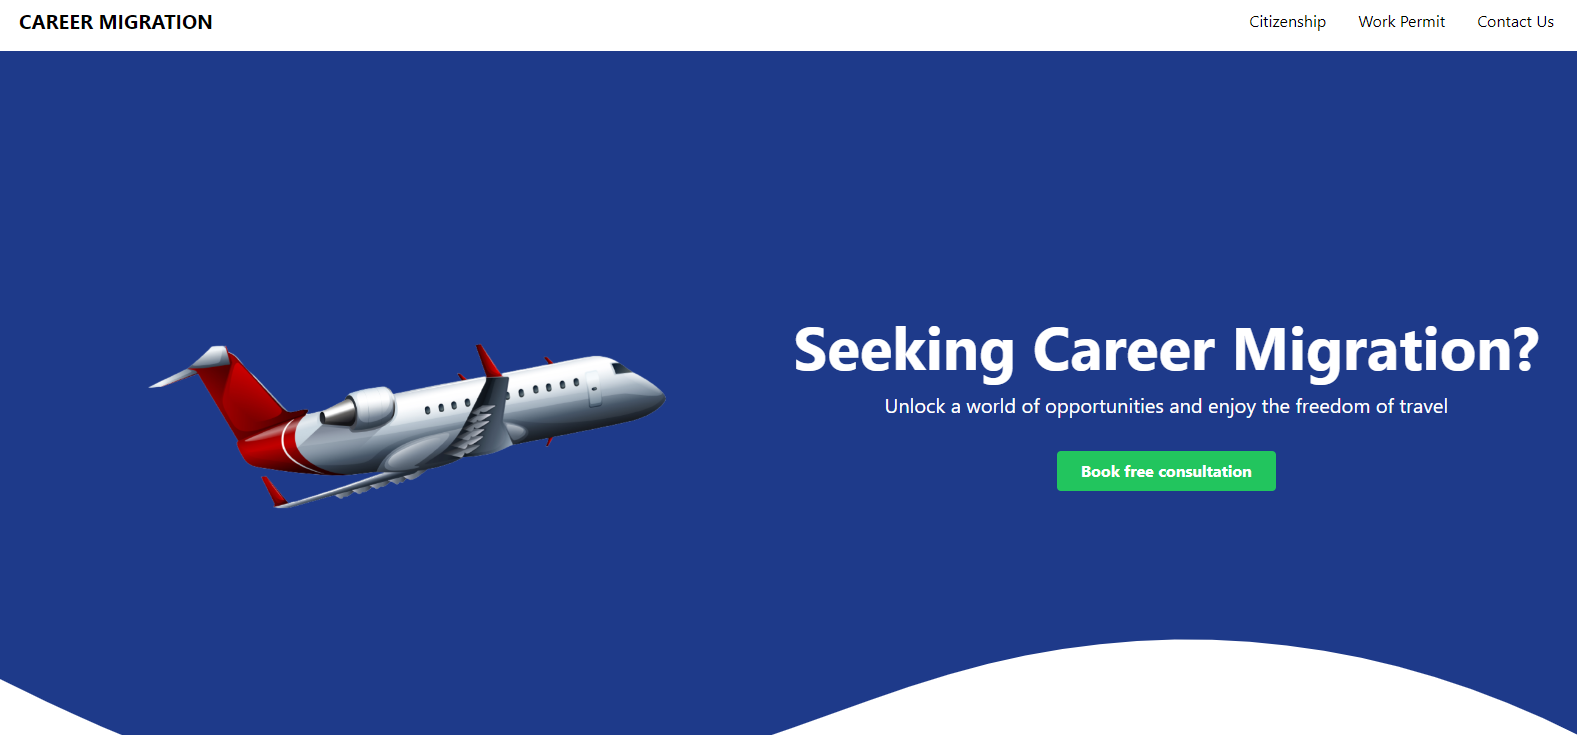 CAREER MIGRATION
Citizenship Work Permit Contact Us
Seeking Career Migration?
Unlock a world of opportunities and enjoy the freedom of travel
Book free consultation